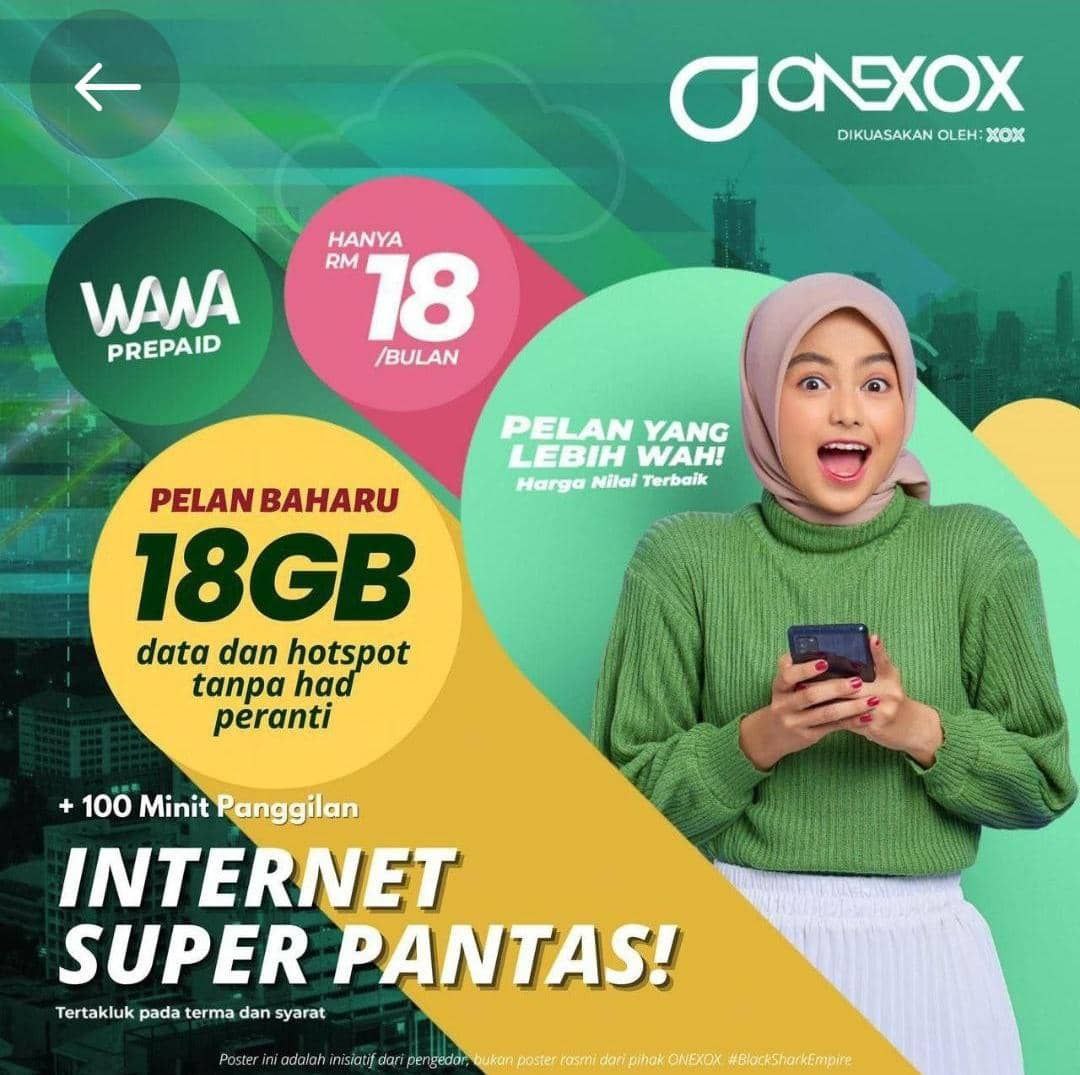 ONEXOX
DIKUASAKAN OLEH: XOX
WAWA
PREPAID
HANYA
RM
18
/BULAN
PELAN YANG
LEBIH WAH!
Harga Nilai Terbaik
PELAN BAHARU
18GB
data dan hotspot
tanpa had
peranti
+ 100 Minit Panggilan
INTERNET
SUPER PANTAS!
Tertakluk pada terma dan syarat
Poster ini adalah inisiatif dari pengedar, bukan poster rasmi dari pihak ONEXOX. #BlackSharkEmpire